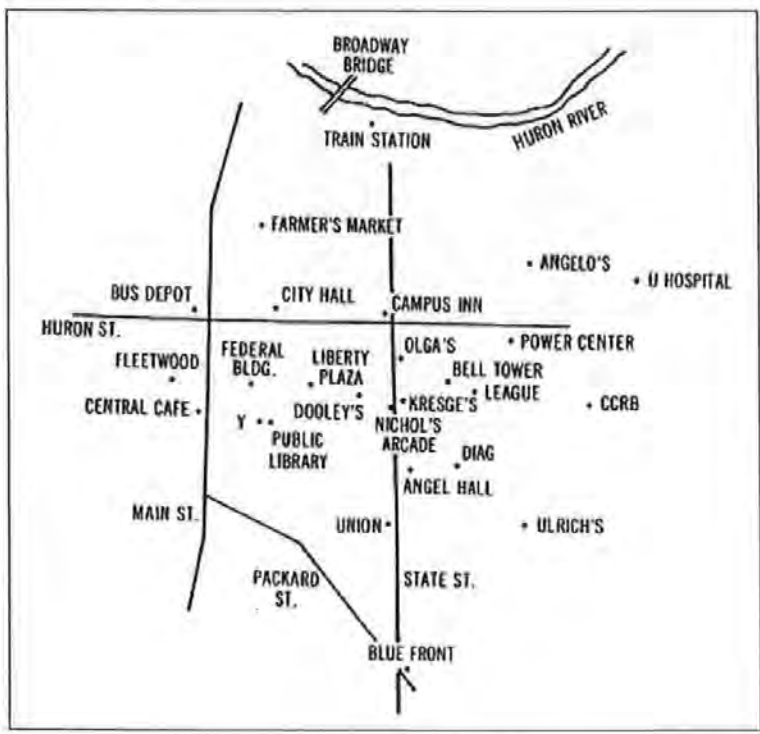 BROADWAY
BRIDGE
HURON RIVER
TRAIN STATION
FARMER'S MARKET
ANGELO'S
U HOSPITAL
BUS DEPOT
CITY HALL
CAMPUS INN
HURON ST.
OLGA'S
POWER CENTER
FLEETWOOD
FEDERAL
BLDG.
LIBERTY
PLAZA
BELL TOWER
LEAGUE
CENTRAL CAFE
DOOLEY'S
KRESGE'S
CCRB
Y
PUBLIC
LIBRARY
NICHOL'S
ARCADE
DIAG
ANGEL HALL
MAIN ST.
UNION
ULRICH'S
PACKARD
ST.
STATE ST.
BLUE FRONT